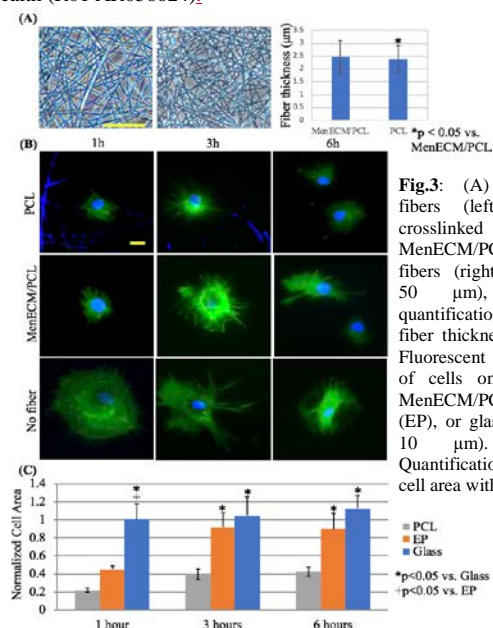 (A)
Fiber thickness (µm)
3.5
3
2.5
2
1.5
1
0.5
0
MenECM/PCL PCL
*
*p < 0.05 vs.
MenECM/PCL
(B) 1h 3h 6h
PCL
MenECM/PCL
No fiber
Fig.3: (A)
fibers (left
crosslinked
MenECM/PC
fibers (right
50 µm),
quantification
fiber thickne
Fluorescent
of cells on
MenECM/PC
(EP), or glas
10 µm).
Quantification
cell area with
(C)
Normalized Cell Area
1.4
1.2
1
0.8
0.6
0.4
0.2
0
*
+
* *
* *
1 hour 3 hours 6 hours
PCL
EP
Glass
*p<0.05 vs. Glass
+p<0.05 vs. EP